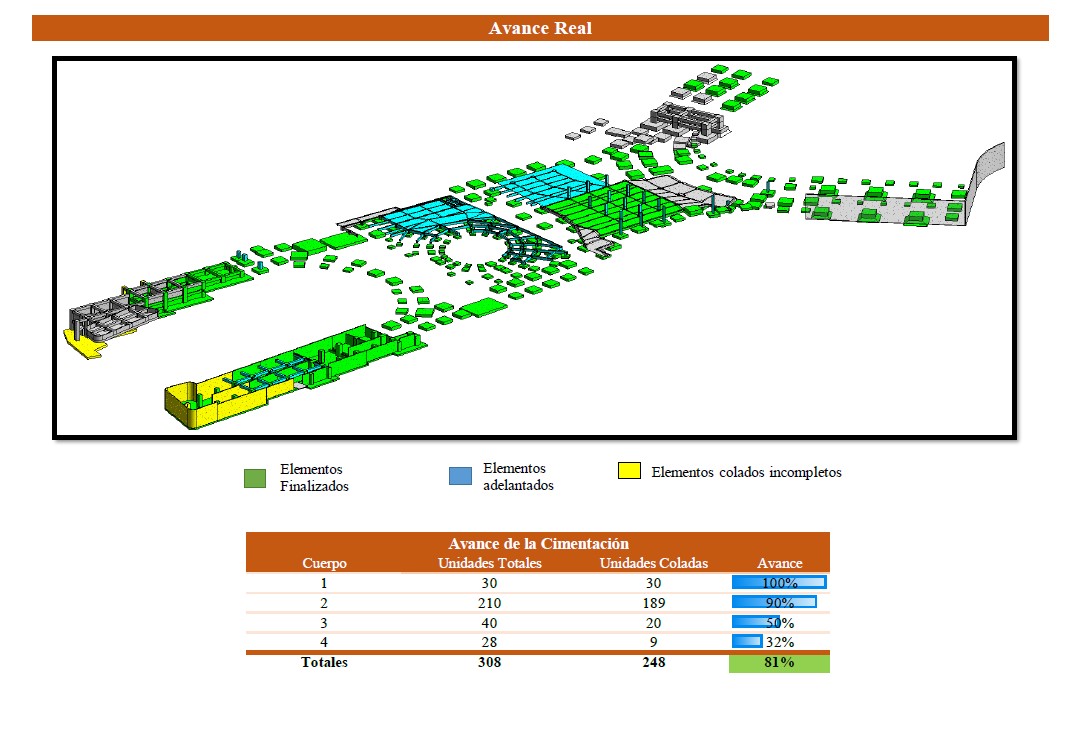 Avance Real
Elementos
Finalizados
Elementos
adelantados
Elementos colados incompletos
Avance de la Cimentación
Cuerpo Unidades Totales Unidades Coladas Avance
1 30 30 100%
2 210 189 90%
3 40 20 50%
4 28 9 32%
Totales 308 248 81%